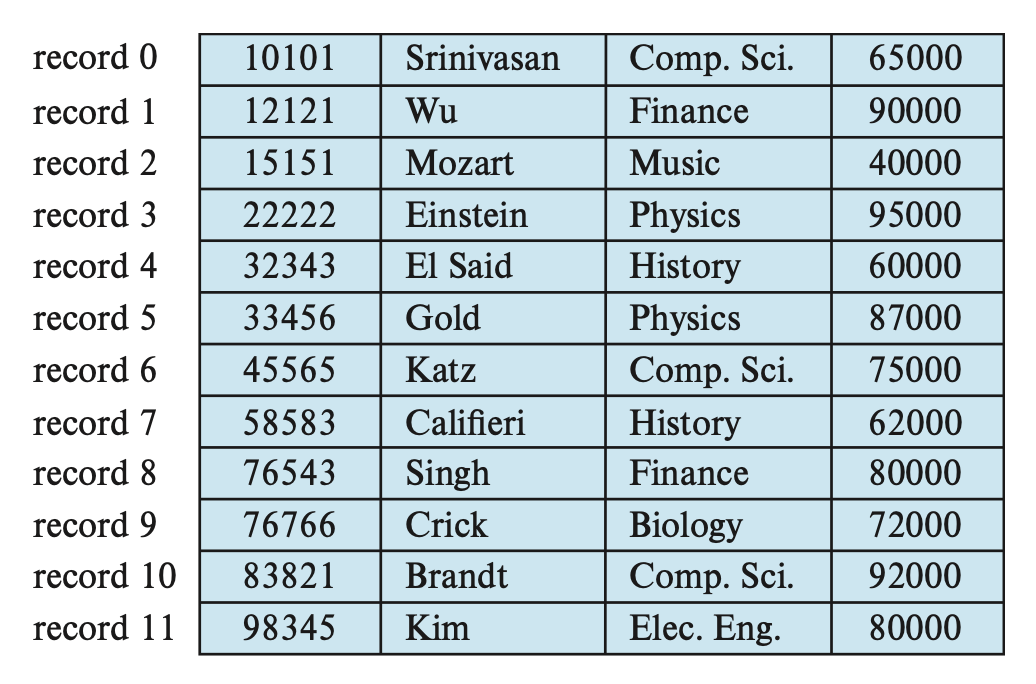 record 0 10101 Srinivasan Comp. Sci. 65000
record 1 12121 Wu Finance 90000
record 2 15151 Mozart Music 40000
record 3 22222 Einstein Physics 95000
record 4 32343 El Said History 60000
record 5 33456 Gold Physics 87000
record 6 45565 Katz Comp. Sci. 75000
record 7 58583 Califieri History 62000
record 8 76543 Singh Finance 80000
record 9 76766 Crick Biology 72000
record 10 83821 Brandt Comp. Sci. 92000
record 11 98345 Kim Elec. Eng. 80000